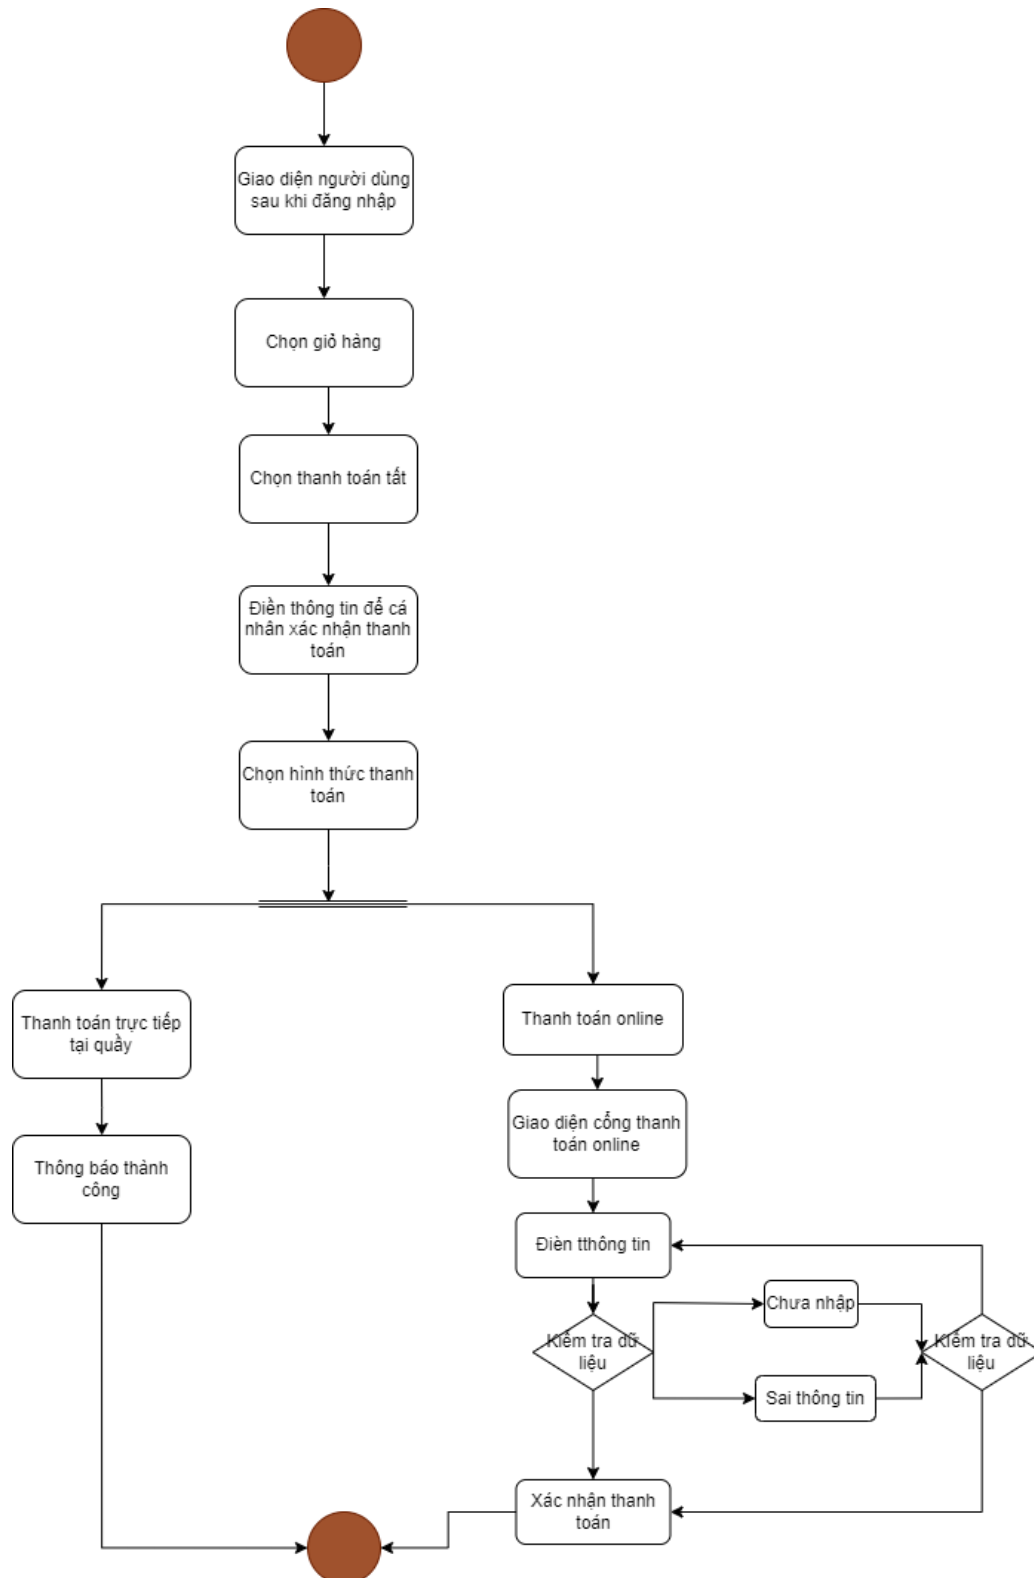 Giao diện người dùng
sau khi đăng nhập
Chọn giỏ hàng
Chọn thanh toán tất
Điền thông tin để cá
nhân xác nhận thanh
toán
Chọn hình thức thanh
toán
Thanh toán trực tiếp
tại quầy
Thông báo thành
công
Thanh toán online
Giao diện cổng thanh
toán online
Đièn tthông tin
Kiểm tra dữ
liệu
Chưa nhập
Sai thông tin
Kiểm tra dữ
liệu
Xác nhận thanh
toán